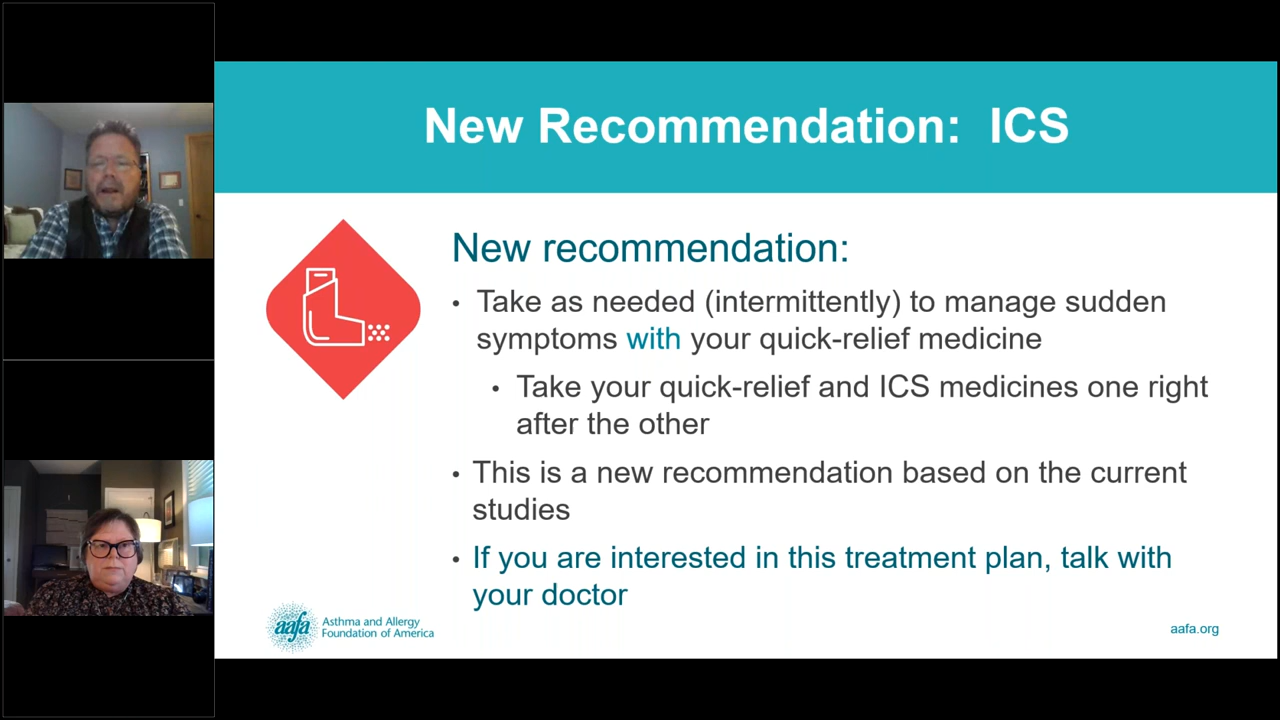 New Recommendation: ICS
New recommendation:
• Take as needed (intermittently) to manage sudden
symptoms with your quick-relief medicine
• Take your quick-relief and ICS medicines one right
after the other
• This is a new recommendation based on the current
studies
• If you are interested in this treatment plan, talk with
your doctor
aafa
Asthma and Allergy
Foundation of America
aafa.org